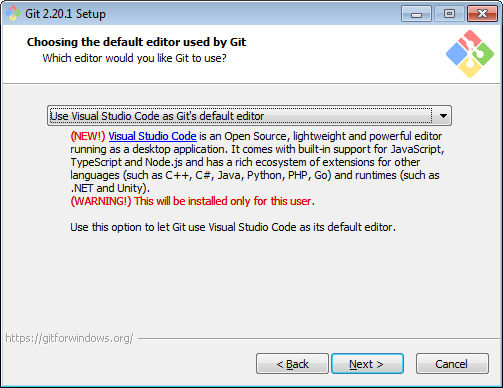 Git 2.20.1 Setup
Choosing the default editor used by Git
Which editor would you like Git to use?
Use Visual Studio Code as Git's default editor
(NEW!) Visual Studio Code is an Open Source, lightweight and powerful editor
running as a desktop application. It comes with built-in support for JavaScript,
TypeScript and Node.js and has a rich ecosystem of extensions for other
languages (such as C++, C#, Java, Python, PHP, Go) and runtimes (such as
.NET and Unity).
(WARNING!) This will be installed only for this user.
Use this option to let Git use Visual Studio Code as its default editor.
https://gitforwindows.org/
< Back Next > Cancel